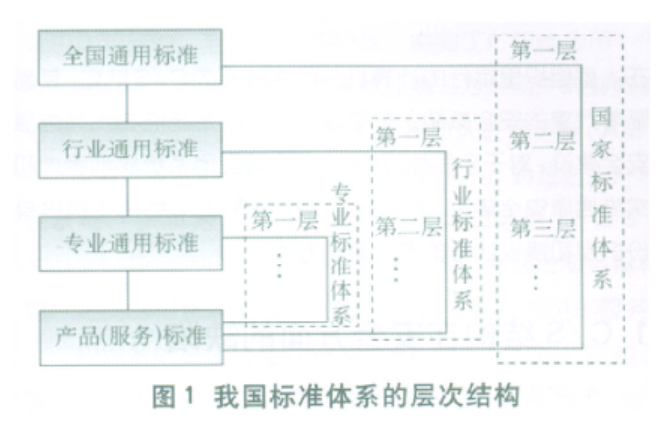 全国通用标准
行业通用标准
专业通用标准
产品(服务)标准
第一层
⋮
专业标准体系
第一层
第二层
⋮
行业标准体系
第一层
第二层
第三层
⋮
国家标准体系
图1 我国标准体系的层次结构